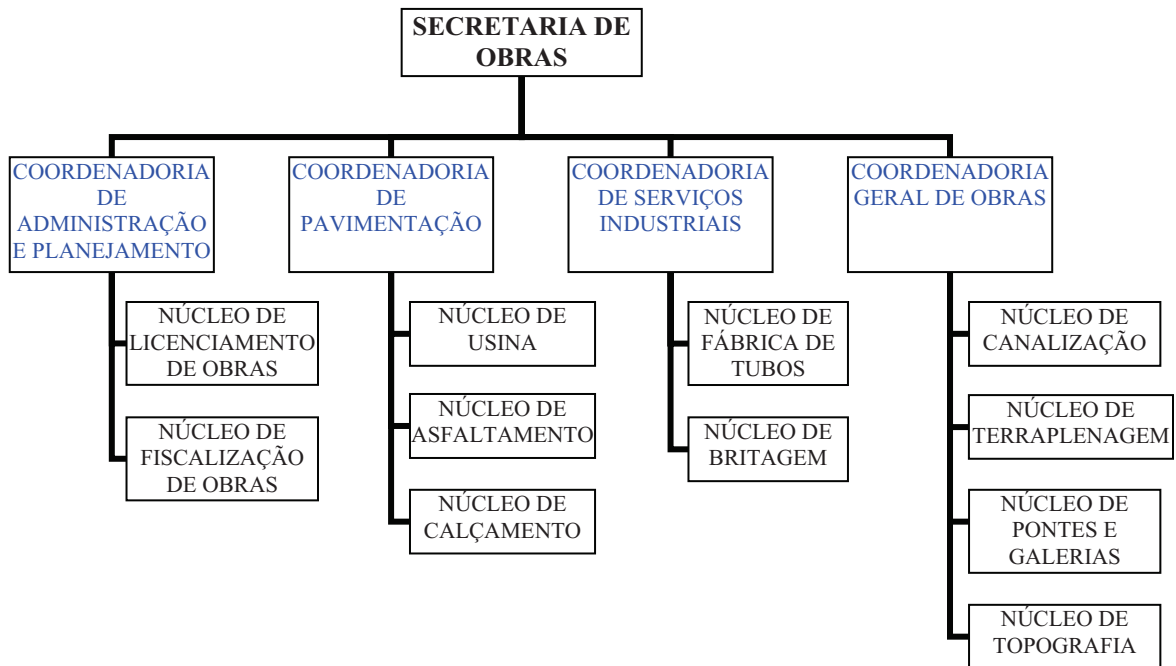 SECRETARIA DE
OBRAS
COORDENADORIA
DE
ADMINISTRAÇÃO
E PLANEJAMENTO
COORDENADORIA
DE
PAVIMENTAÇÃO
COORDENADORIA
DE SERVIÇOS
INDUSTRIAIS
COORDENADORIA
GERAL DE OBRAS
NÚCLEO DE
LICENCIAMENTO
DE OBRAS
NÚCLEO DE
FISCALIZAÇÃO
DE OBRAS
NÚCLEO DE
USINA
NÚCLEO DE
ASFALTAMENTO
NÚCLEO DE
CALÇAMENTO
NÚCLEO DE
FÁBRICA DE
TUBOS
NÚCLEO DE
BRITAGEM
NÚCLEO DE
CANALIZAÇÃO
NÚCLEO DE
TERRAPLENAGEM
NÚCLEO DE
PONTES E
GALERIAS
NÚCLEO DE
TOPOGRAFIA